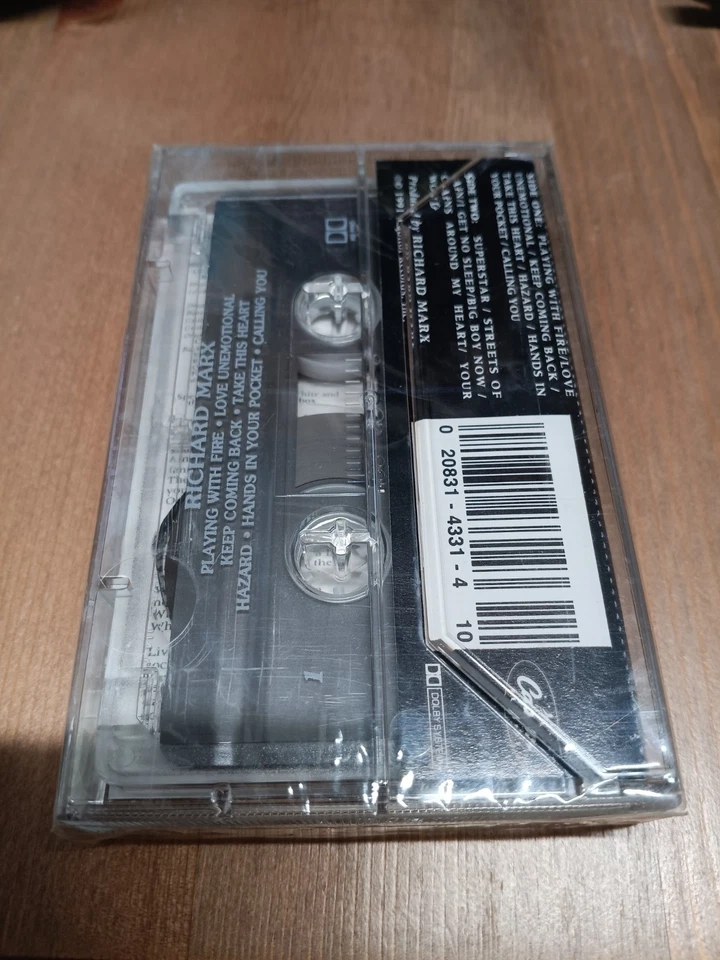 RICHARD MARX
PLAYING WITH FIRE • LOVE UNEMOTIONAL
KEEP COMING BACK • TAKE THIS HEART
HAZARD • HANDS IN YOUR POCKET • CALLING YOU
1
SIDE ONE: PLAYING WITH FIRE/LOVE
UNEMOTIONAL / KEEP COMING BACK /
TAKE THIS HEART / HAZARD / HANDS IN
YOUR POCKET / CALLING YOU
SIDE TWO: SUPERSTAR / STREETS OF
I GET NO SLEEP/BIG BOY NOW /
AROUND MY HEART/ YOUR
Produced by RICHARD MARX
0 20831 - 4331 - 4 10
DOLBY